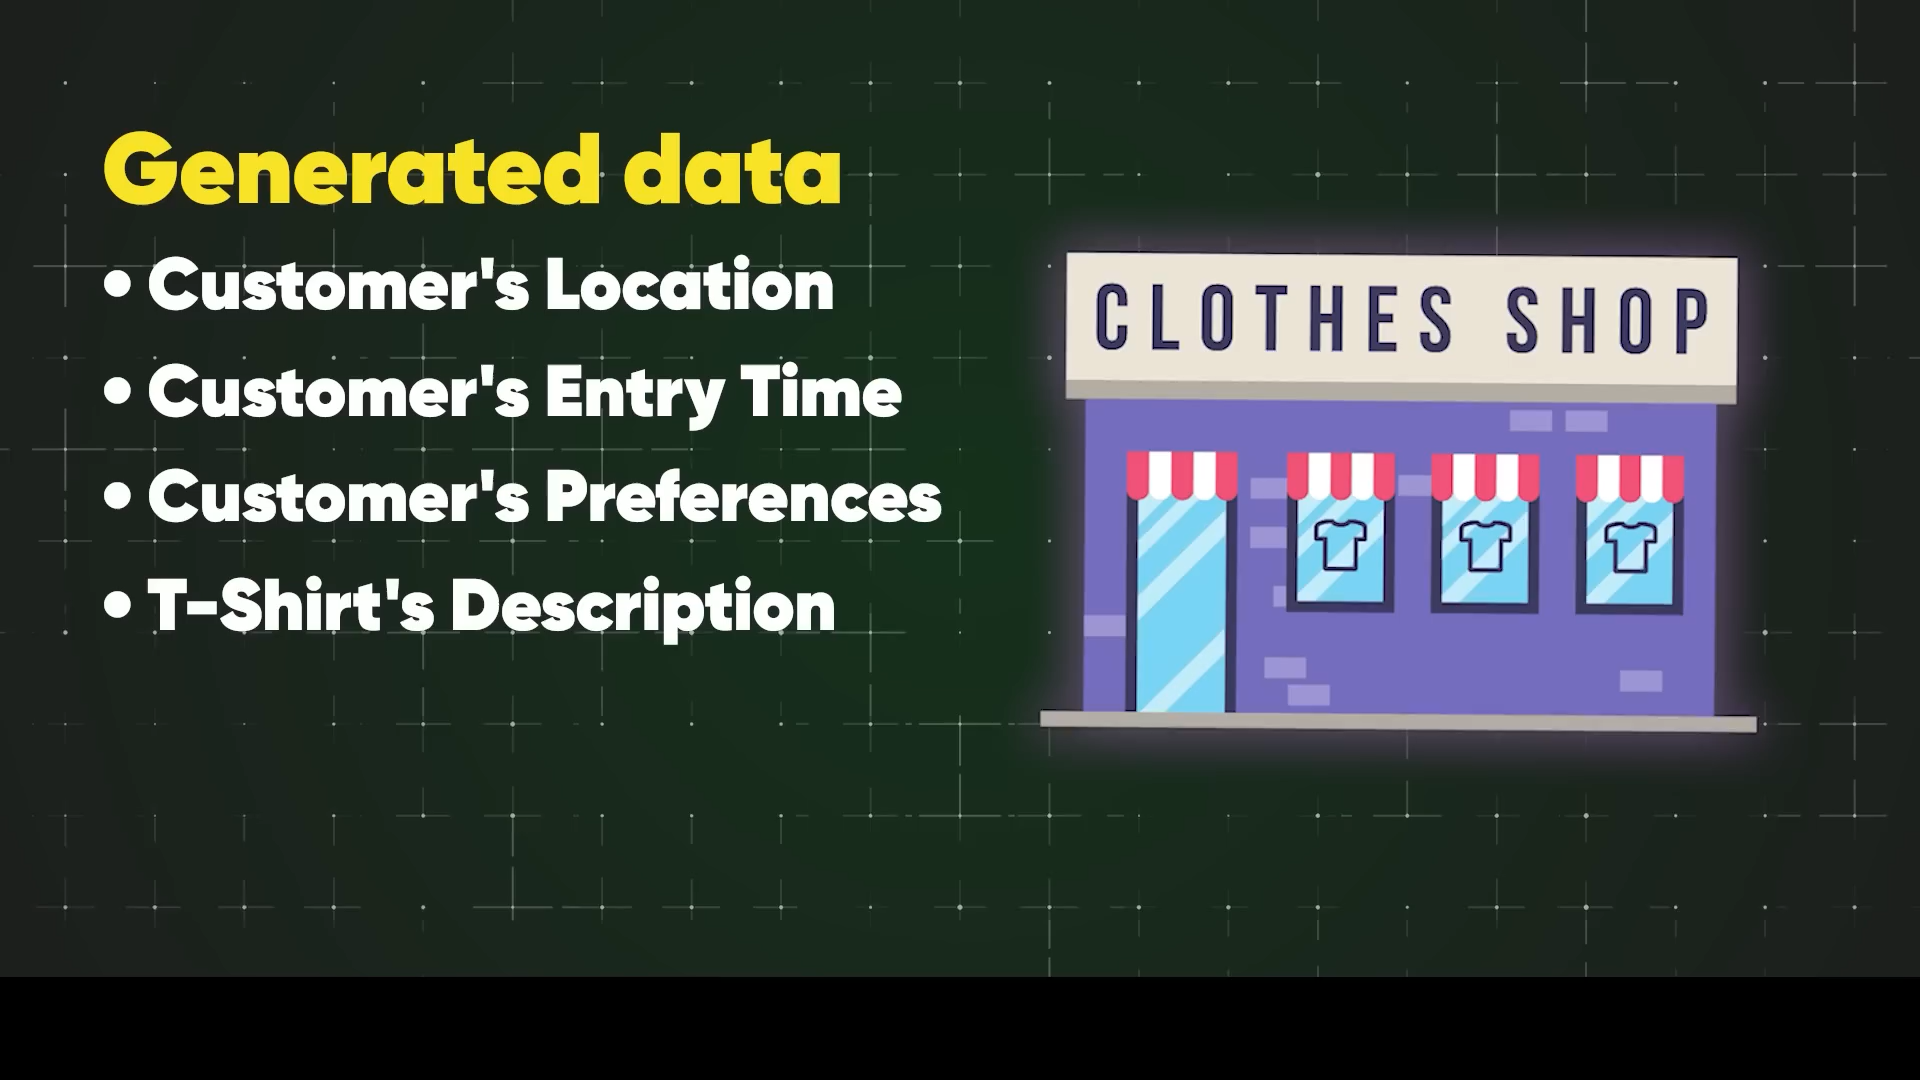 Generated data
• Customer's Location
• Customer's Entry Time
• Customer's Preferences
• T-Shirt's Description
CLOTHES SHOP